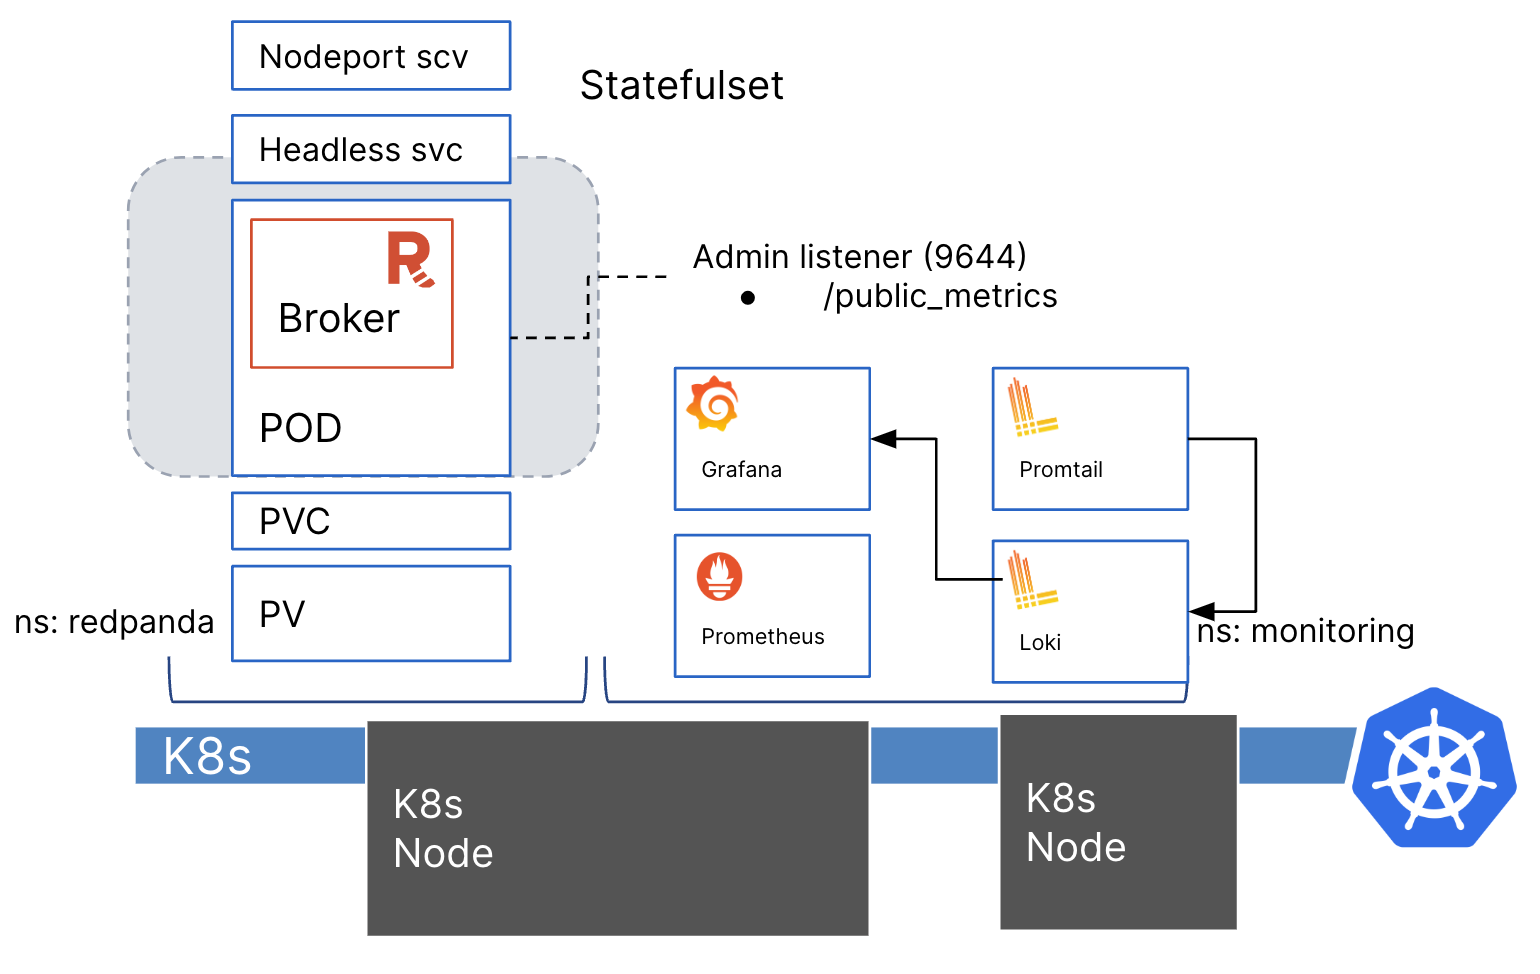 Nodeport scv
Statefulset
Headless svc
Broker
POD
Admin listener (9644)
● /public_metrics
Grafana
Promtail
PVC
PV
Prometheus
Loki
ns: redpanda
ns: monitoring
K8s
K8s
Node
K8s
Node